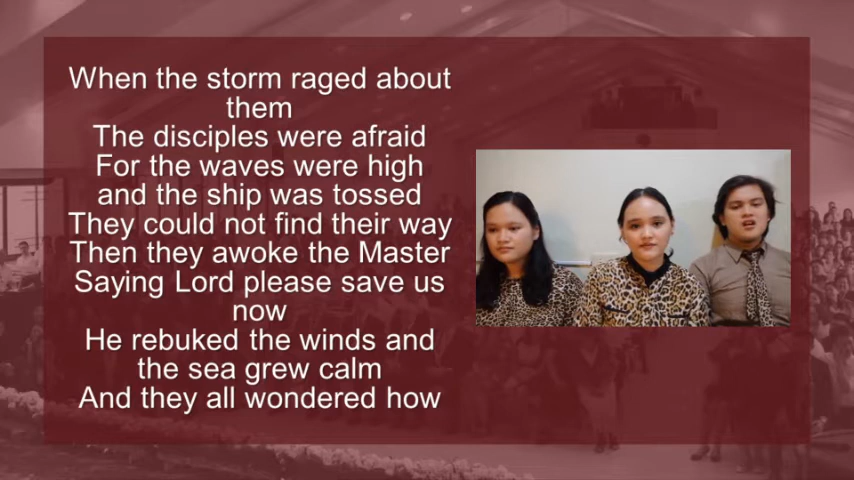 When the storm raged about
them
The disciples were afraid
For the waves were high
and the ship was tossed
They could not find their way
Then they awoke the Master
Saying Lord please save us
now
He rebuked the winds and
the sea grew calm
And they all wondered how